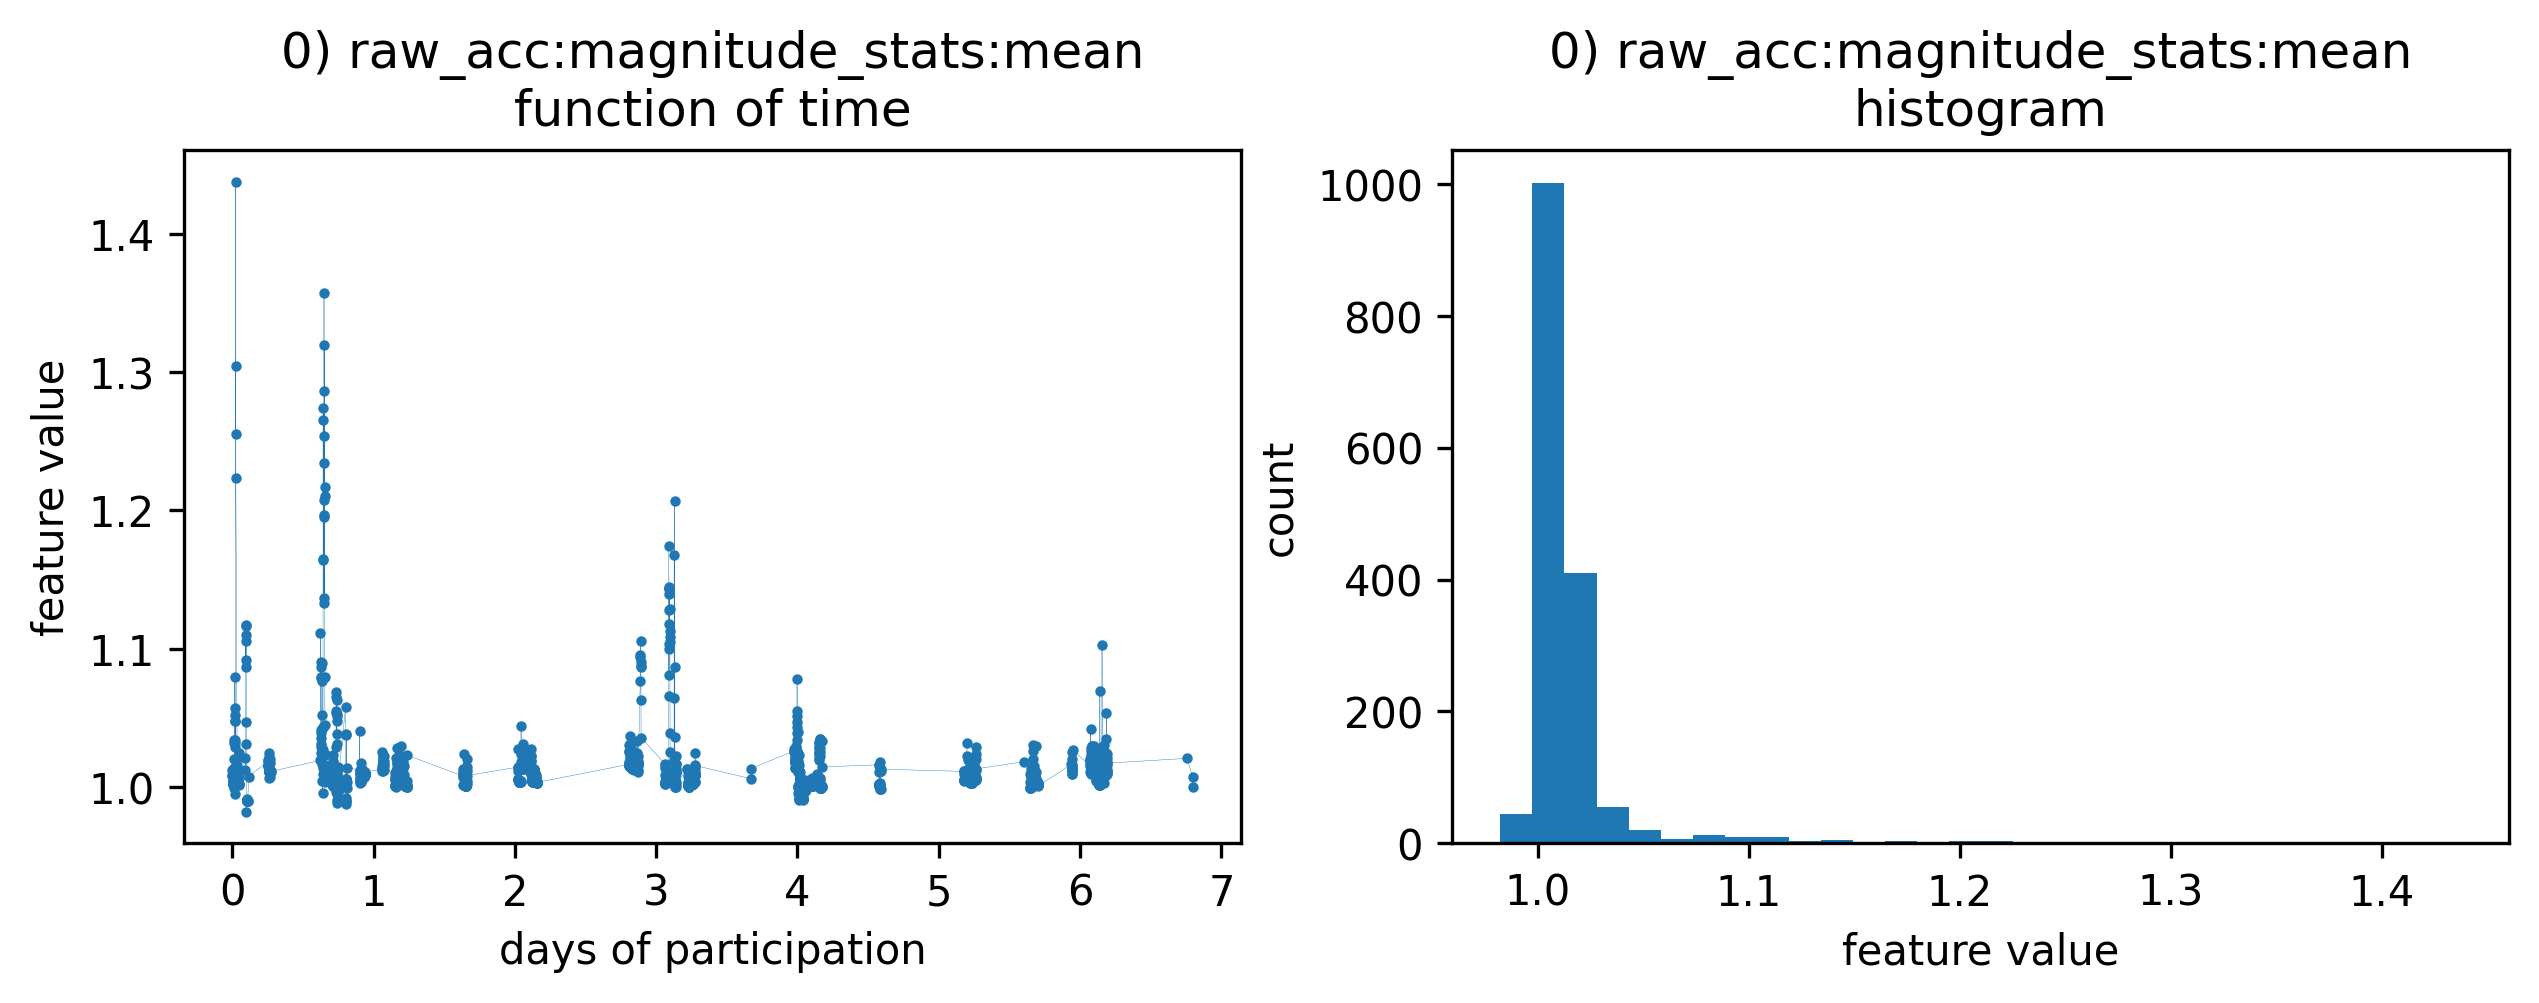 0) raw_acc:magnitude_stats:mean
function of time
feature value
1.4
1.3
1.2
1.1
1.0
0 1 2 3 4 5 6 7
days of participation
0) raw_acc:magnitude_stats:mean
histogram
count
1000
800
600
400
200
0
1.0 1.1 1.2 1.3 1.4
feature value